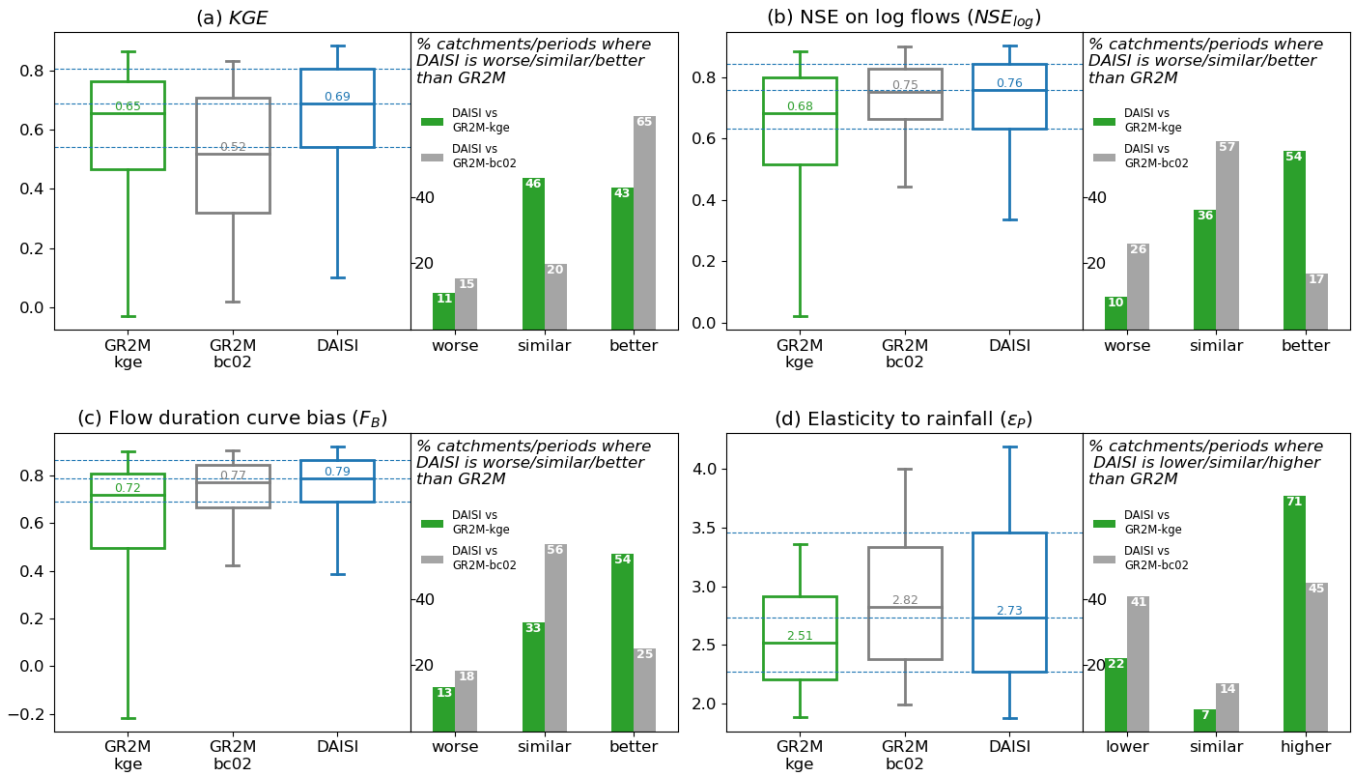 (a) KGE
% catchments/periods where
DAISI is worse/similar/better
than GR2M
DAISI vs
GR2M-kge
DAISI vs
GR2M-bc02
0.8
0.6
0.4
0.2
0.0
0.65
0.52
0.69
40
20
11
15
46
20
43
65
GR2M
kge
GR2M
bc02
DAISI
worse
similar
better
(b) NSE on log flows (NSElog)
% catchments/periods where
DAISI is worse/similar/better
than GR2M
DAISI vs
GR2M-kge
DAISI vs
GR2M-bc02
0.8
0.6
0.4
0.2
0.0
0.68
0.75
0.76
40
20
10
26
36
57
54
17
GR2M
kge
GR2M
bc02
DAISI
worse
similar
better
(c) Flow duration curve bias (FB)
% catchments/periods where
DAISI is worse/similar/better
than GR2M
DAISI vs
GR2M-kge
DAISI vs
GR2M-bc02
0.8
0.6
0.4
0.2
0.0
−0.2
0.72
0.77
0.79
40
20
13
18
33
56
54
25
GR2M
kge
GR2M
bc02
DAISI
worse
similar
better
(d) Elasticity to rainfall (εP)
% catchments/periods where
DAISI is lower/similar/higher
than GR2M
DAISI vs
GR2M-kge
DAISI vs
GR2M-bc02
4.0
3.5
3.0
2.5
2.0
2.51
2.82
2.73
40
20
22
41
7
14
71
45
GR2M
kge
GR2M
bc02
DAISI
lower
similar
higher